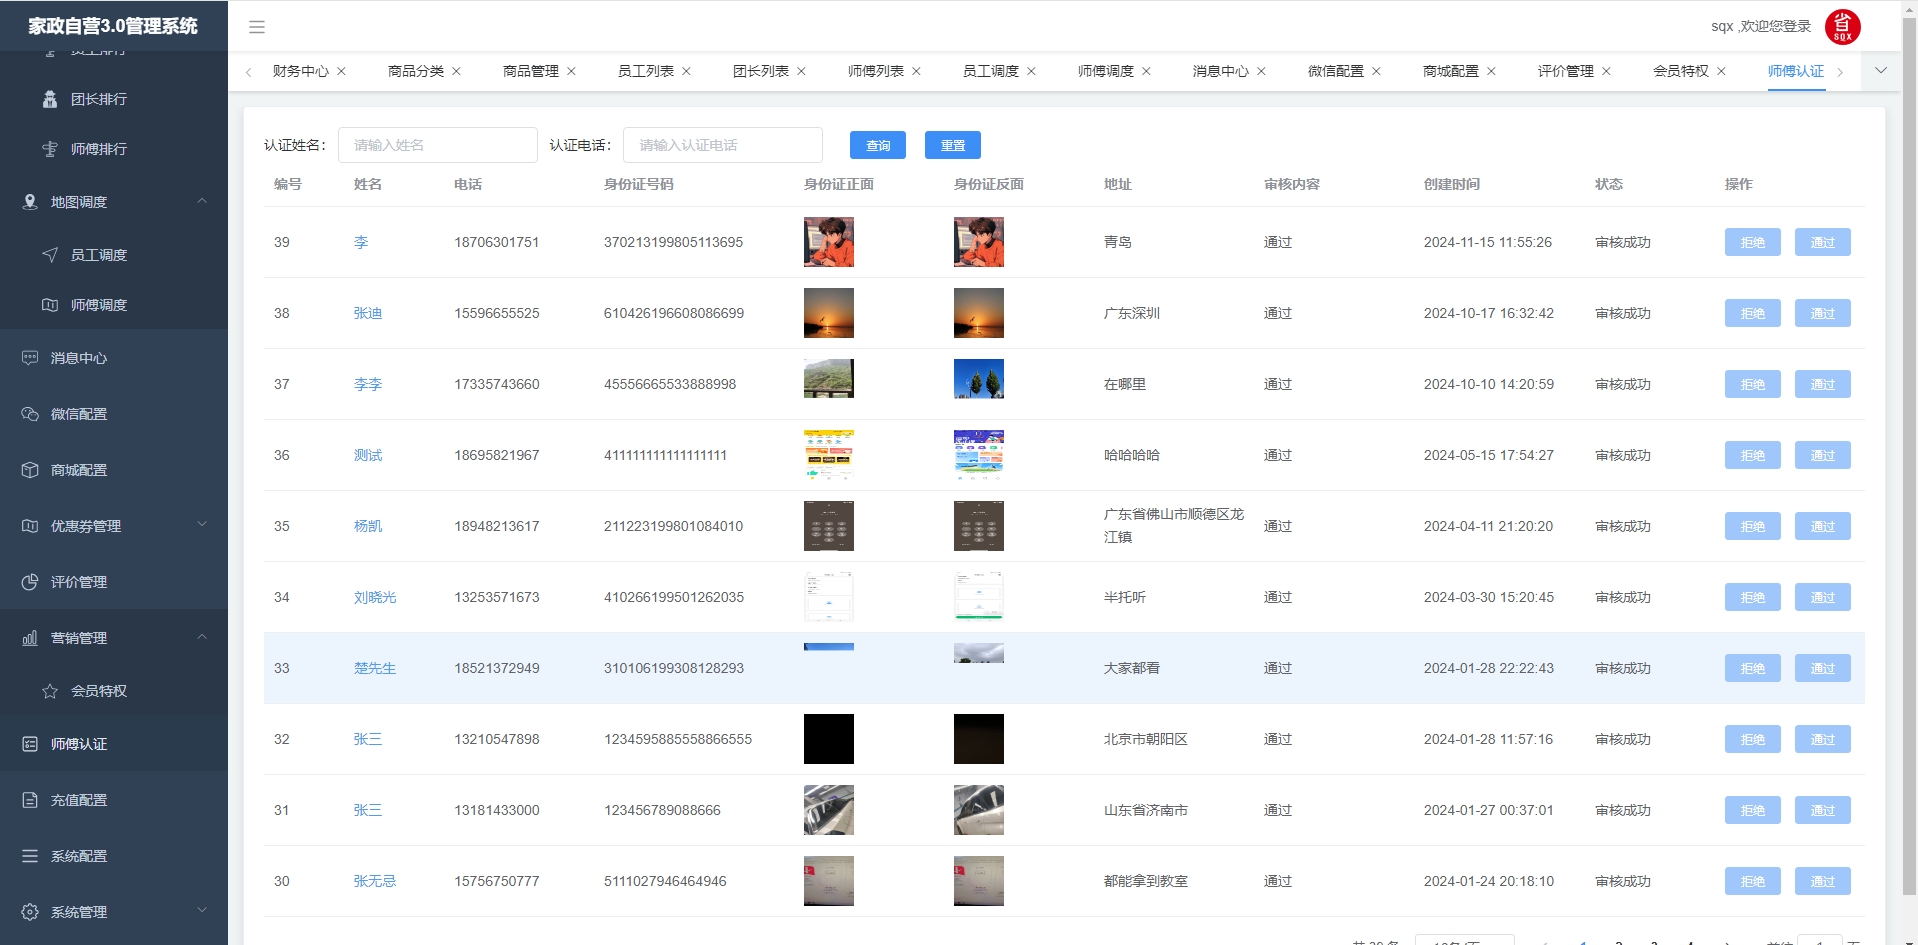 家政自营3.0管理系统
sqx ,欢迎您登录
省
SQX
财务中心 商品分类 商品管理 员工列表 团长列表 师傅列表 员工调度 师傅调度 消息中心 微信配置 商城配置 评价管理 会员特权 师傅认证
员工排行
团长排行
师傅排行
地图调度
员工调度
师傅调度
消息中心
微信配置
商城配置
优惠券管理
评价管理
营销管理
会员特权
师傅认证
充值配置
系统配置
系统管理
认证姓名: 请输入姓名 认证电话: 请输入认证电话 查询 重置
编号 姓名 电话 身份证号码 身份证正面 身份证反面 地址 审核内容 创建时间 状态 操作
39 李 18706301751 370213199805113695 青岛 通过 2024-11-15 11:55:26 审核成功 拒绝 通过
38 张迪 15596655525 610426196608086699 广东深圳 通过 2024-10-17 16:32:42 审核成功 拒绝 通过
37 李李 17335743660 45556665533888998 在哪里 通过 2024-10-10 14:20:59 审核成功 拒绝 通过
36 测试 18695821967 411111111111111111 哈哈哈哈 通过 2024-05-15 17:54:27 审核成功 拒绝 通过
35 杨凯 18948213617 211223199801084010 广东省佛山市顺德区龙
江镇 通过 2024-04-11 21:20:20 审核成功 拒绝 通过
34 刘晓光 13253571673 410266199501262035 半托听 通过 2024-03-30 15:20:45 审核成功 拒绝 通过
33 楚先生 18521372949 310106199308128293 大家都看 通过 2024-01-28 22:22:43 审核成功 拒绝 通过
32 张三 13210547898 1234595885558866555 北京市朝阳区 通过 2024-01-28 11:57:16 审核成功 拒绝 通过
31 张三 13181433000 123456789088666 山东省济南市 通过 2024-01-27 00:37:01 审核成功 拒绝 通过
30 张无忌 15756750777 5111027946464946 都能拿到教室 通过 2024-01-24 20:18:10 审核成功 拒绝 通过